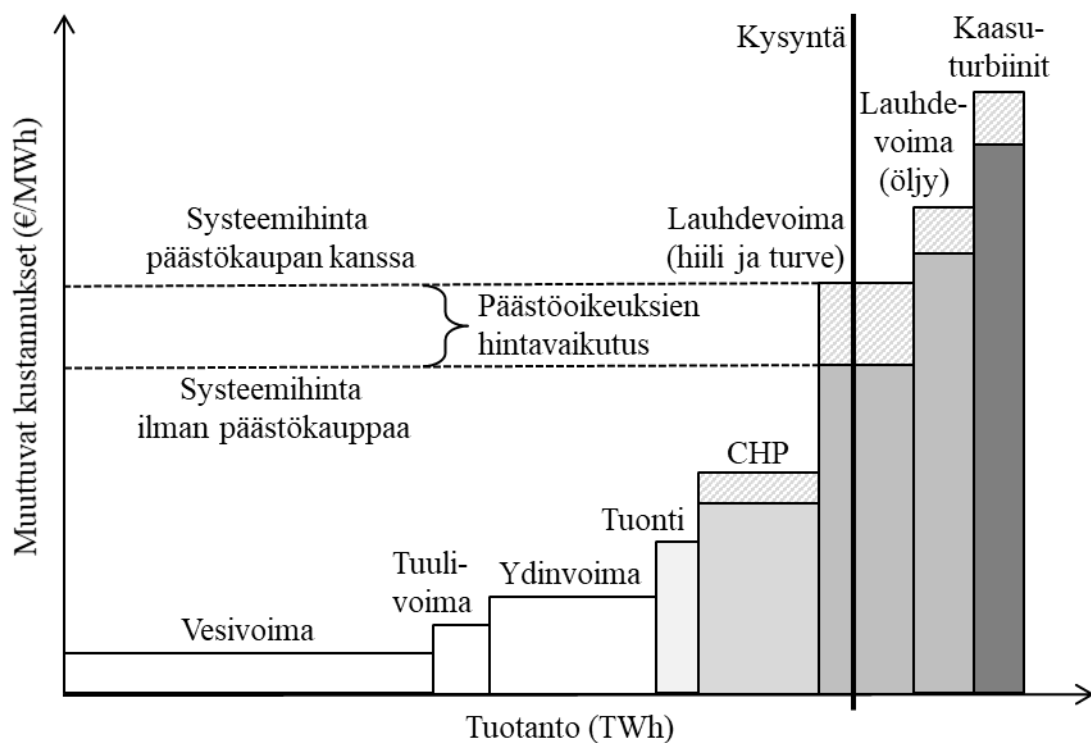 Muuttuvat kustannukset (€/MWh)
Kysyntä
Kaasu-
turbiinit
Lauhde-
voima
(öljy)
Systeemihinta
päästökaupan kanssa
Lauhdevoima
(hiili ja turve)
Päästöoikeuksien
hintavaikutus
Systeemihinta
ilman päästökauppaa
CHP
Tuonti
Tuuli-
voima
Ydinvoima
Vesivoima
Tuotanto (TWh)